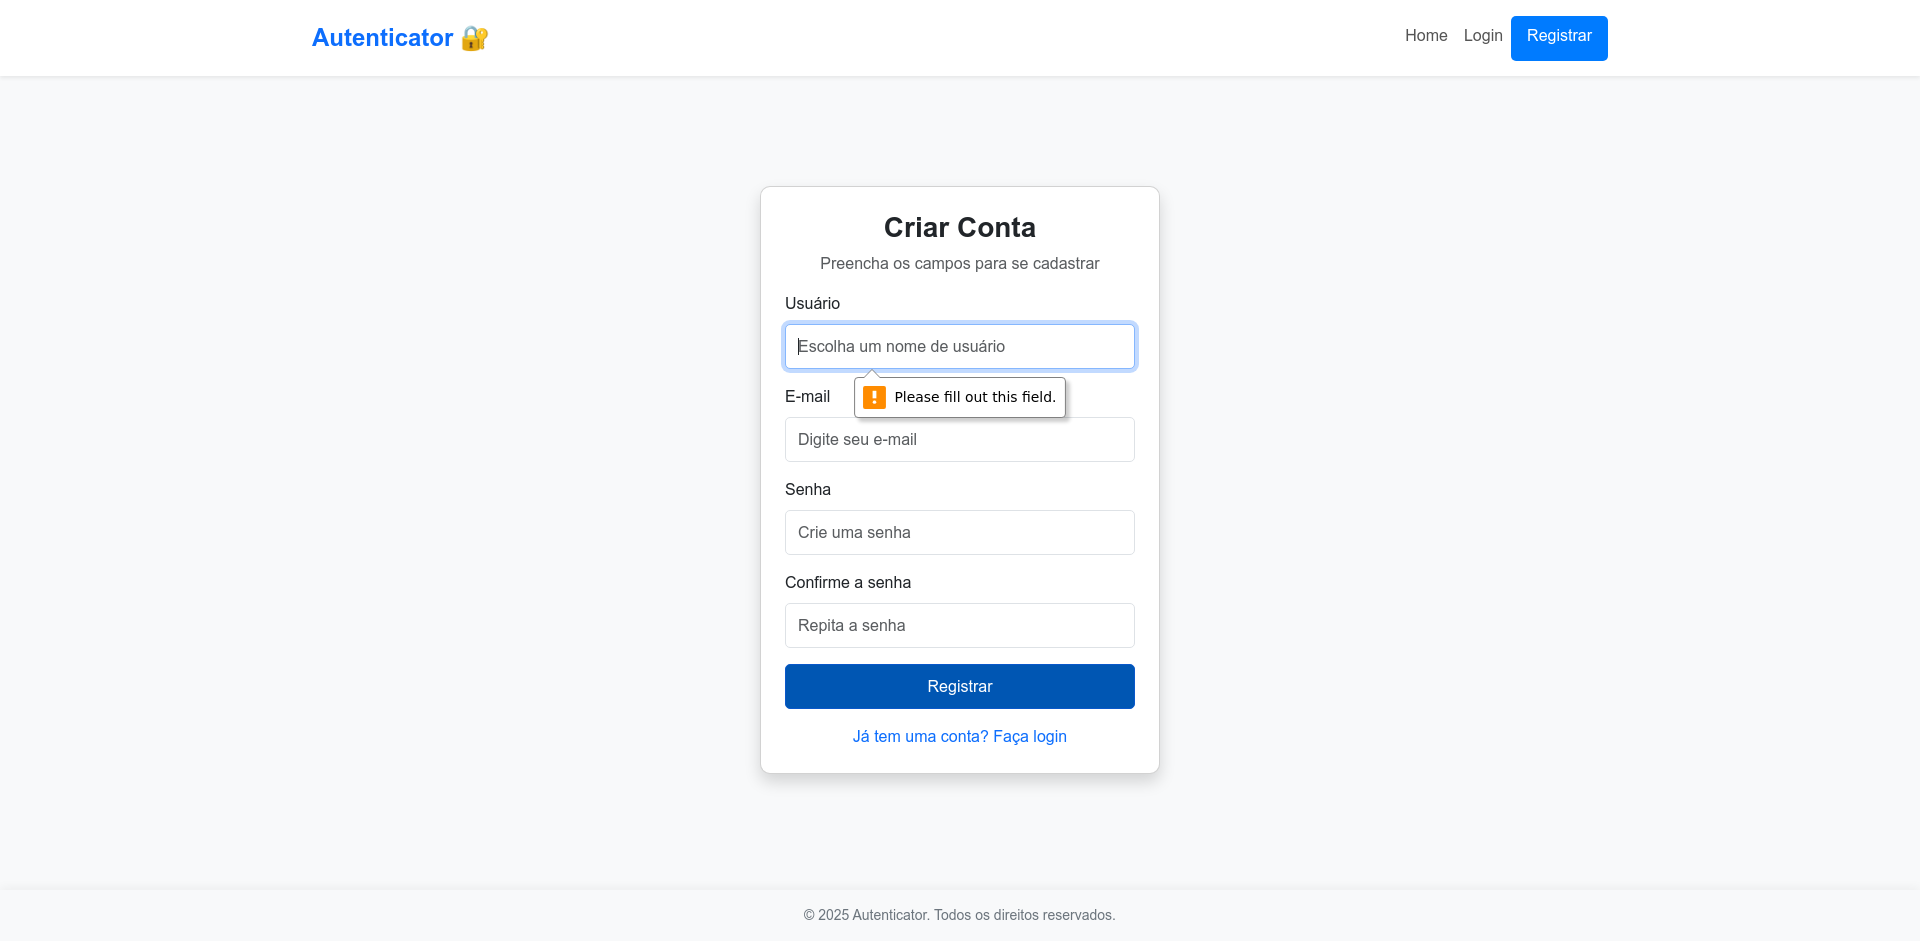 Autenticator 🔐
Home Login Registrar
Criar Conta
Preencha os campos para se cadastrar
Usuário
Escolha um nome de usuário
Please fill out this field.
E-mail
Digite seu e-mail
Senha
Crie uma senha
Confirme a senha
Repita a senha
Registrar
Já tem uma conta? Faça login
© 2025 Autenticator. Todos os direitos reservados.